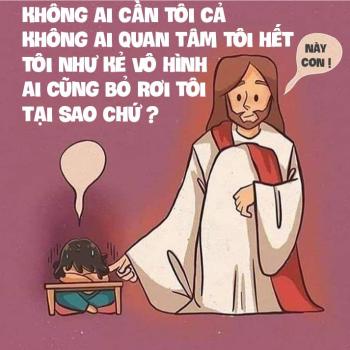 KHÔNG AI CẦN TÔI CẢ
KHÔNG AI QUAN TÂM TÔI HẾT
TÔI NHƯ KẺ VÔ HÌNH
AI CŨNG BỎ RƠI TÔI
TẠI SAO CHỨ ?
NÀY
CON !